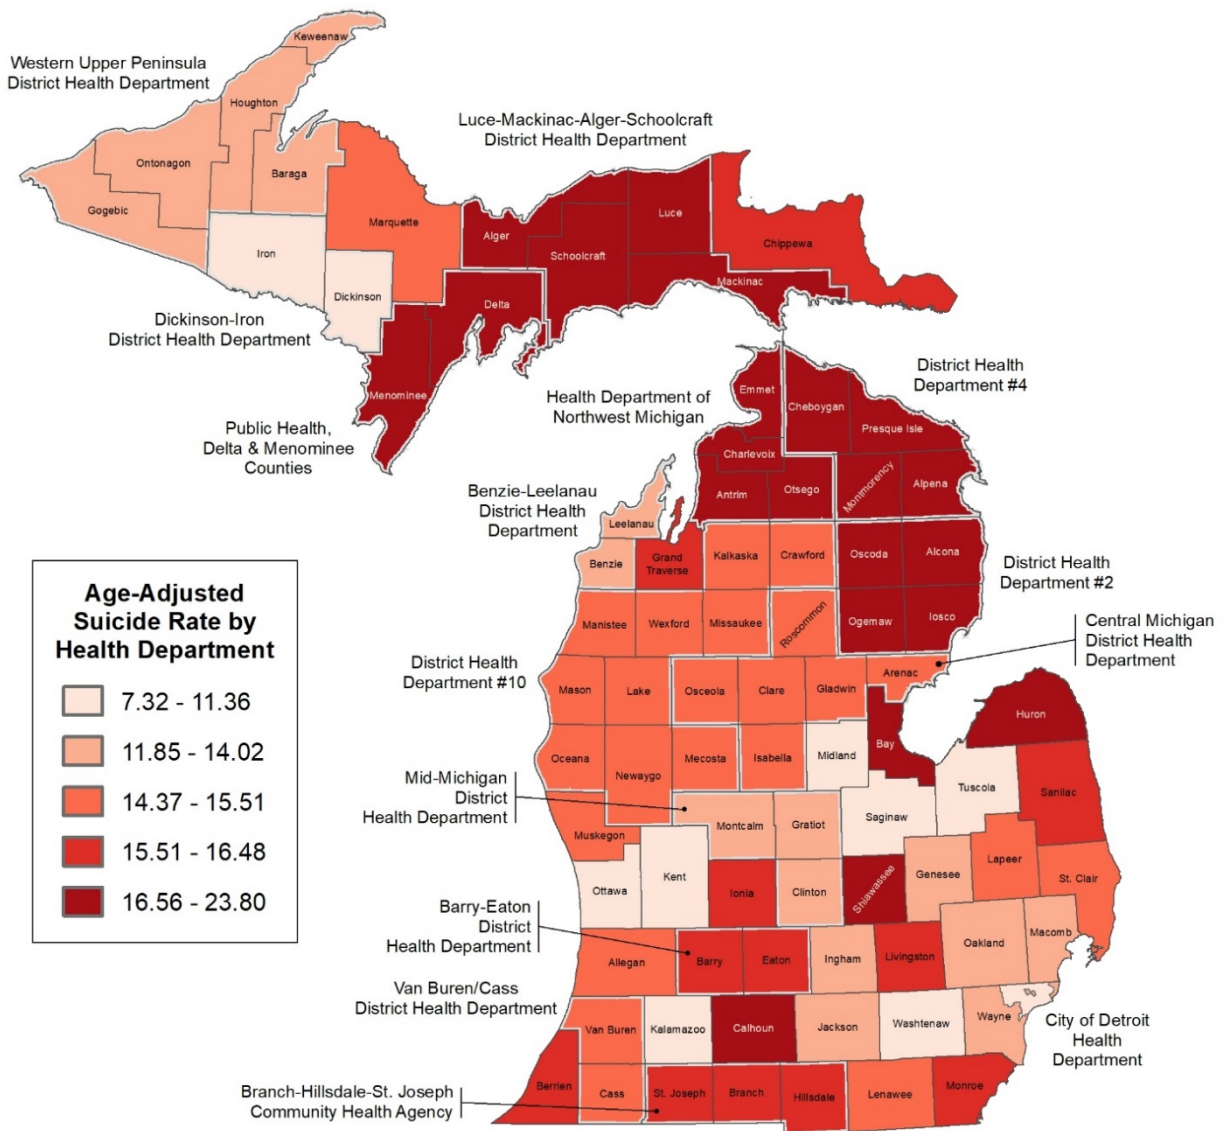 Keweenaw
Western Upper Peninsula
District Health Department
Houghton
Luce-Mackinac-Alger-Schoolcraft
District Health Department
Ontonagon
Baraga
Gogebic
Marquette
Alger
Luce
Schoolcraft
Chippewa
Iron
Mackinac
Dickinson
Delta
Dickinson-Iron
District Health Department
Menominee
Public Health,
Delta & Menominee
Counties
Health Department of
Northwest Michigan
District Health
Department #4
Emmet
Cheboygan
Presque Isle
Charlevoix
Antrim
Otsego
Montmorency
Alpena
Benzie-Leelanau
District Health
Department
Leelanau
Benzie
Grand
Traverse
Kalkaska
Crawford
Oscoda
Alcona
District Health
Department #2
Manistee
Wexford
Missaukee
Roscommon
Ogemaw
Iosco
Central Michigan
District Health
Department
District Health
Department #10
Mason
Lake
Osceola
Clare
Gladwin
Arenac
Huron
Oceana
Newaygo
Mecosta
Isabella
Midland
Bay
Mid-Michigan
District
Health Department
Tuscola
Sanilac
Saginaw
Muskegon
Montcalm
Gratiot
Ottawa
Kent
Ionia
Clinton
Shiawassee
Genesee
Lapeer
St. Clair
Barry-Eaton
District
Health Department
Allegan
Barry
Eaton
Ingham
Livingston
Oakland
Macomb
Van Buren/Cass
District Health Department
Van Buren
Kalamazoo
Calhoun
Jackson
Washtenaw
Wayne
City of Detroit
Health
Department
Branch-Hillsdale-St. Joseph
Community Health Agency
Berrien
Cass
St. Joseph
Branch
Hillsdale
Lenawee
Monroe
Age-Adjusted
Suicide Rate by
Health Department
7.32 - 11.36
11.85 - 14.02
14.37 - 15.51
15.51 - 16.48
16.56 - 23.80